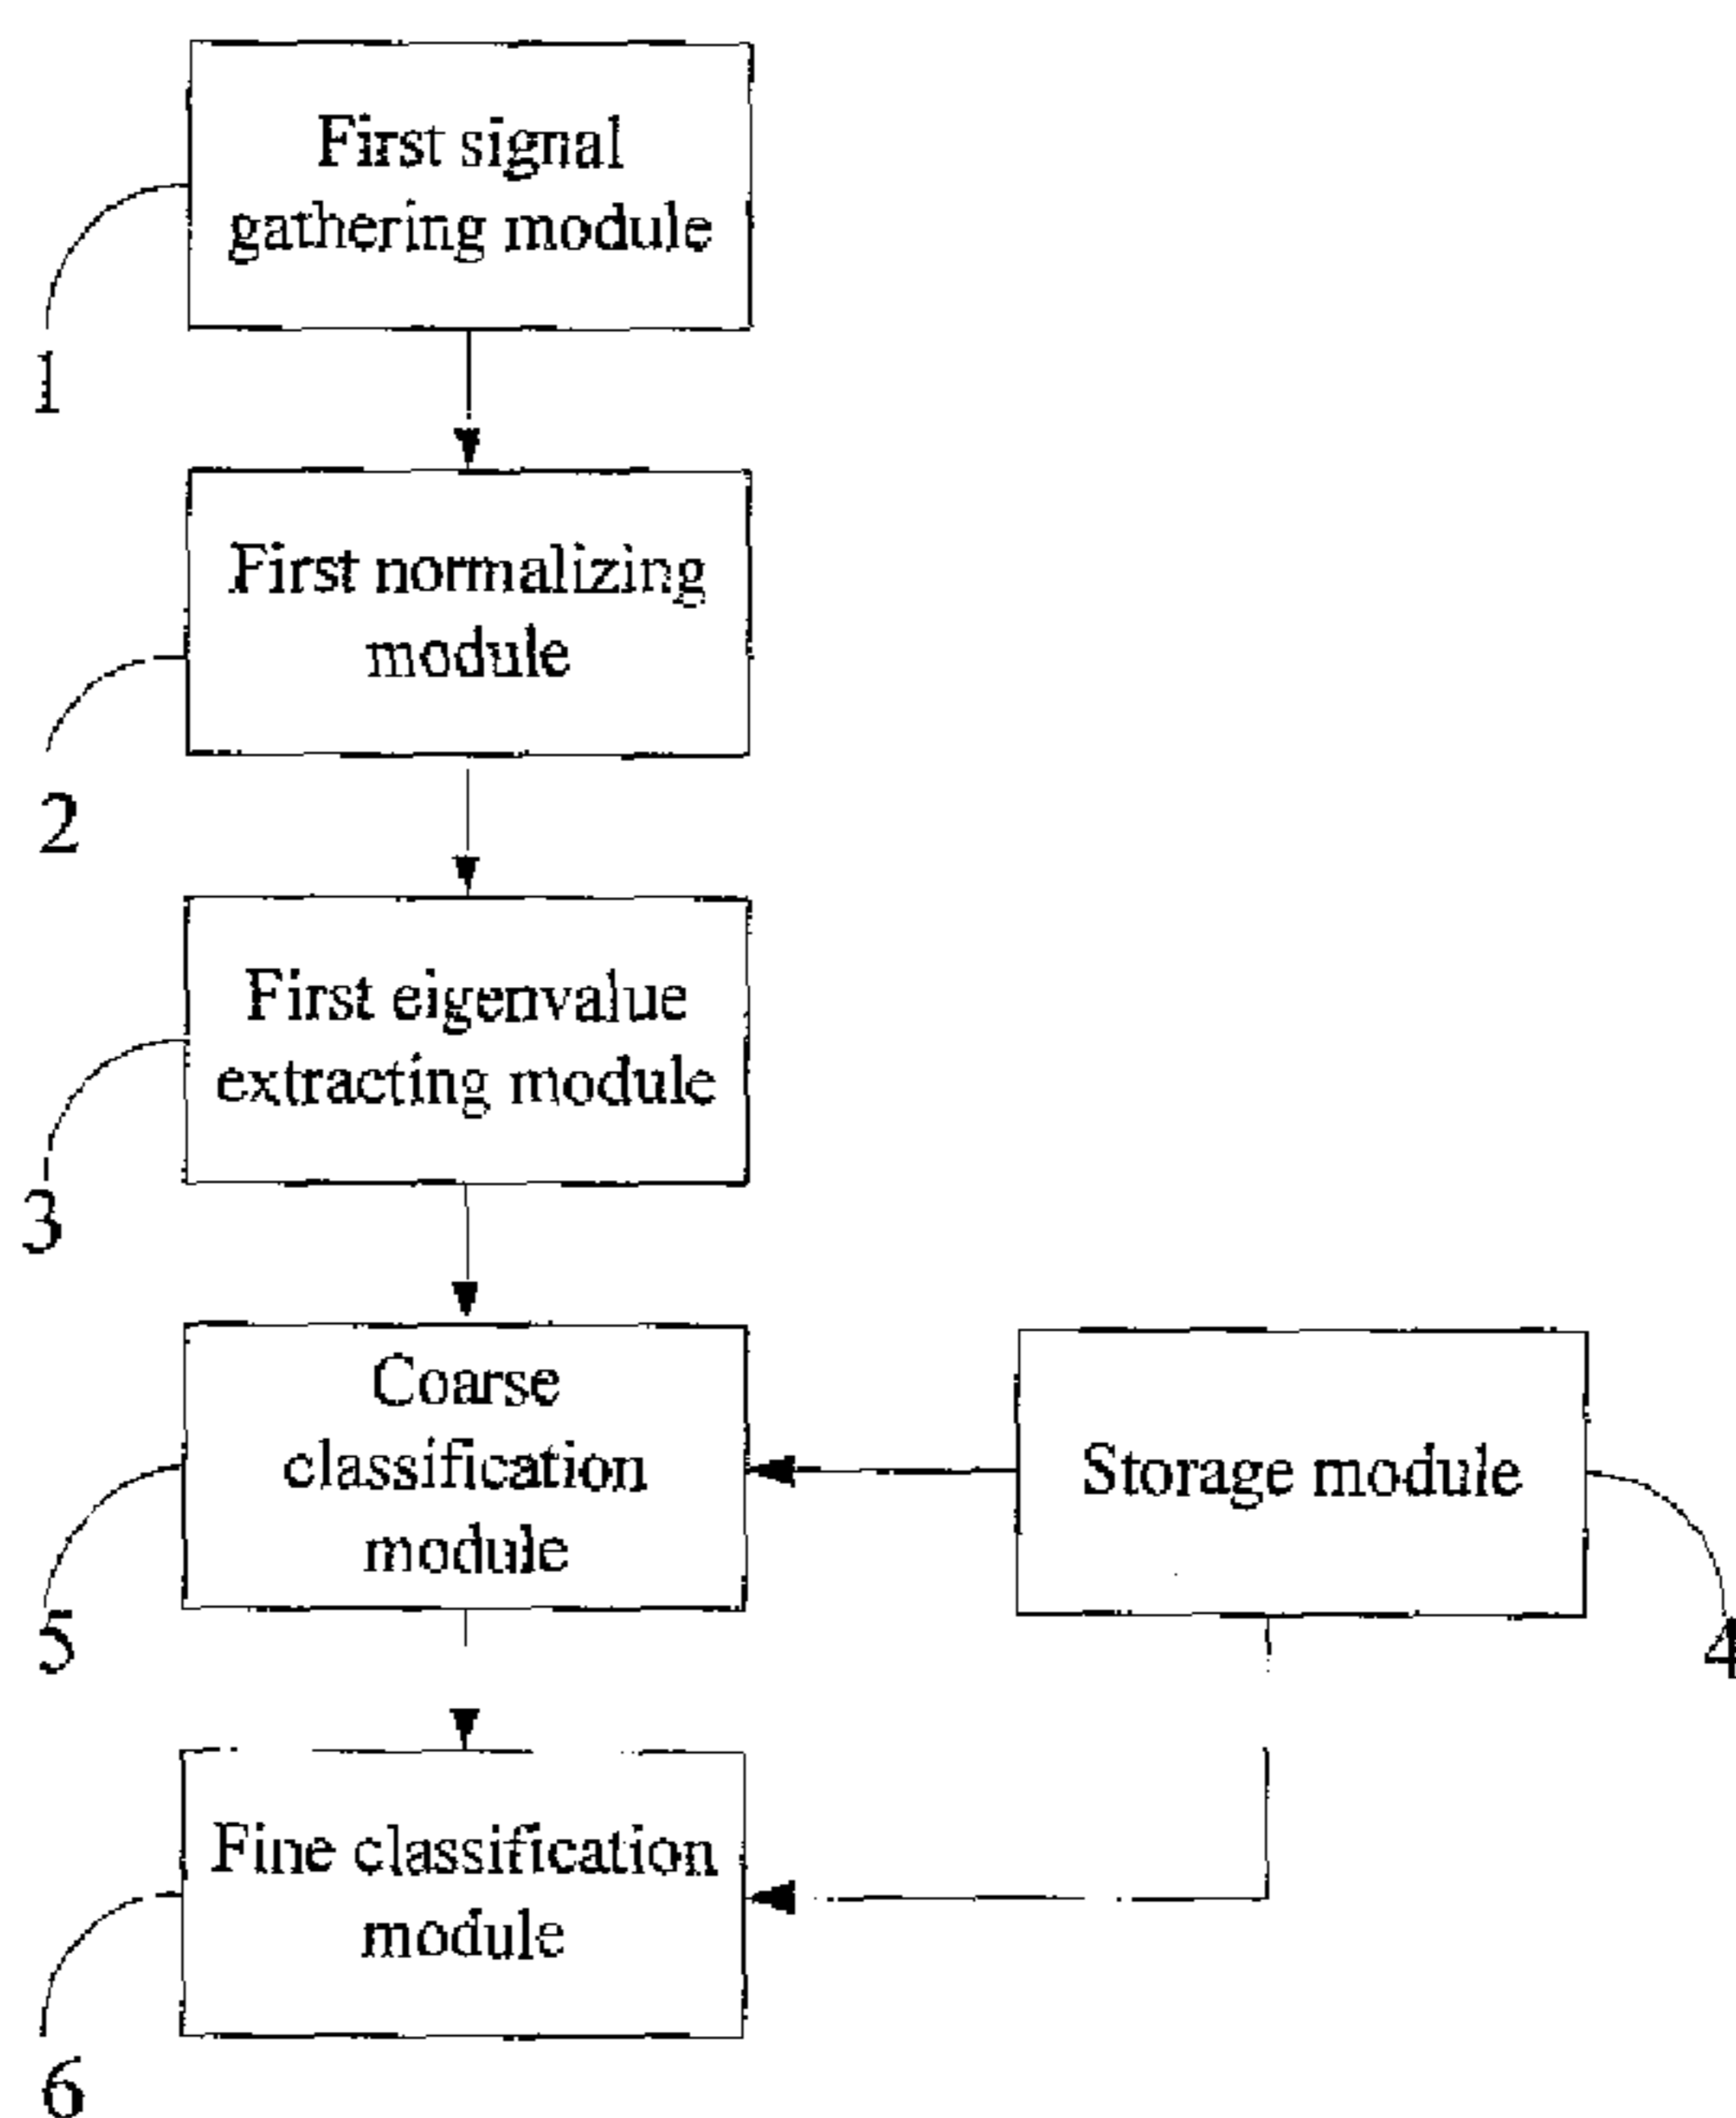 First signal
gathering module
1
First normalizing
module
2
First eigenvalue
extracting module
3
Coarse
classification
module
5
Storage module
4
Fine classification
module
6